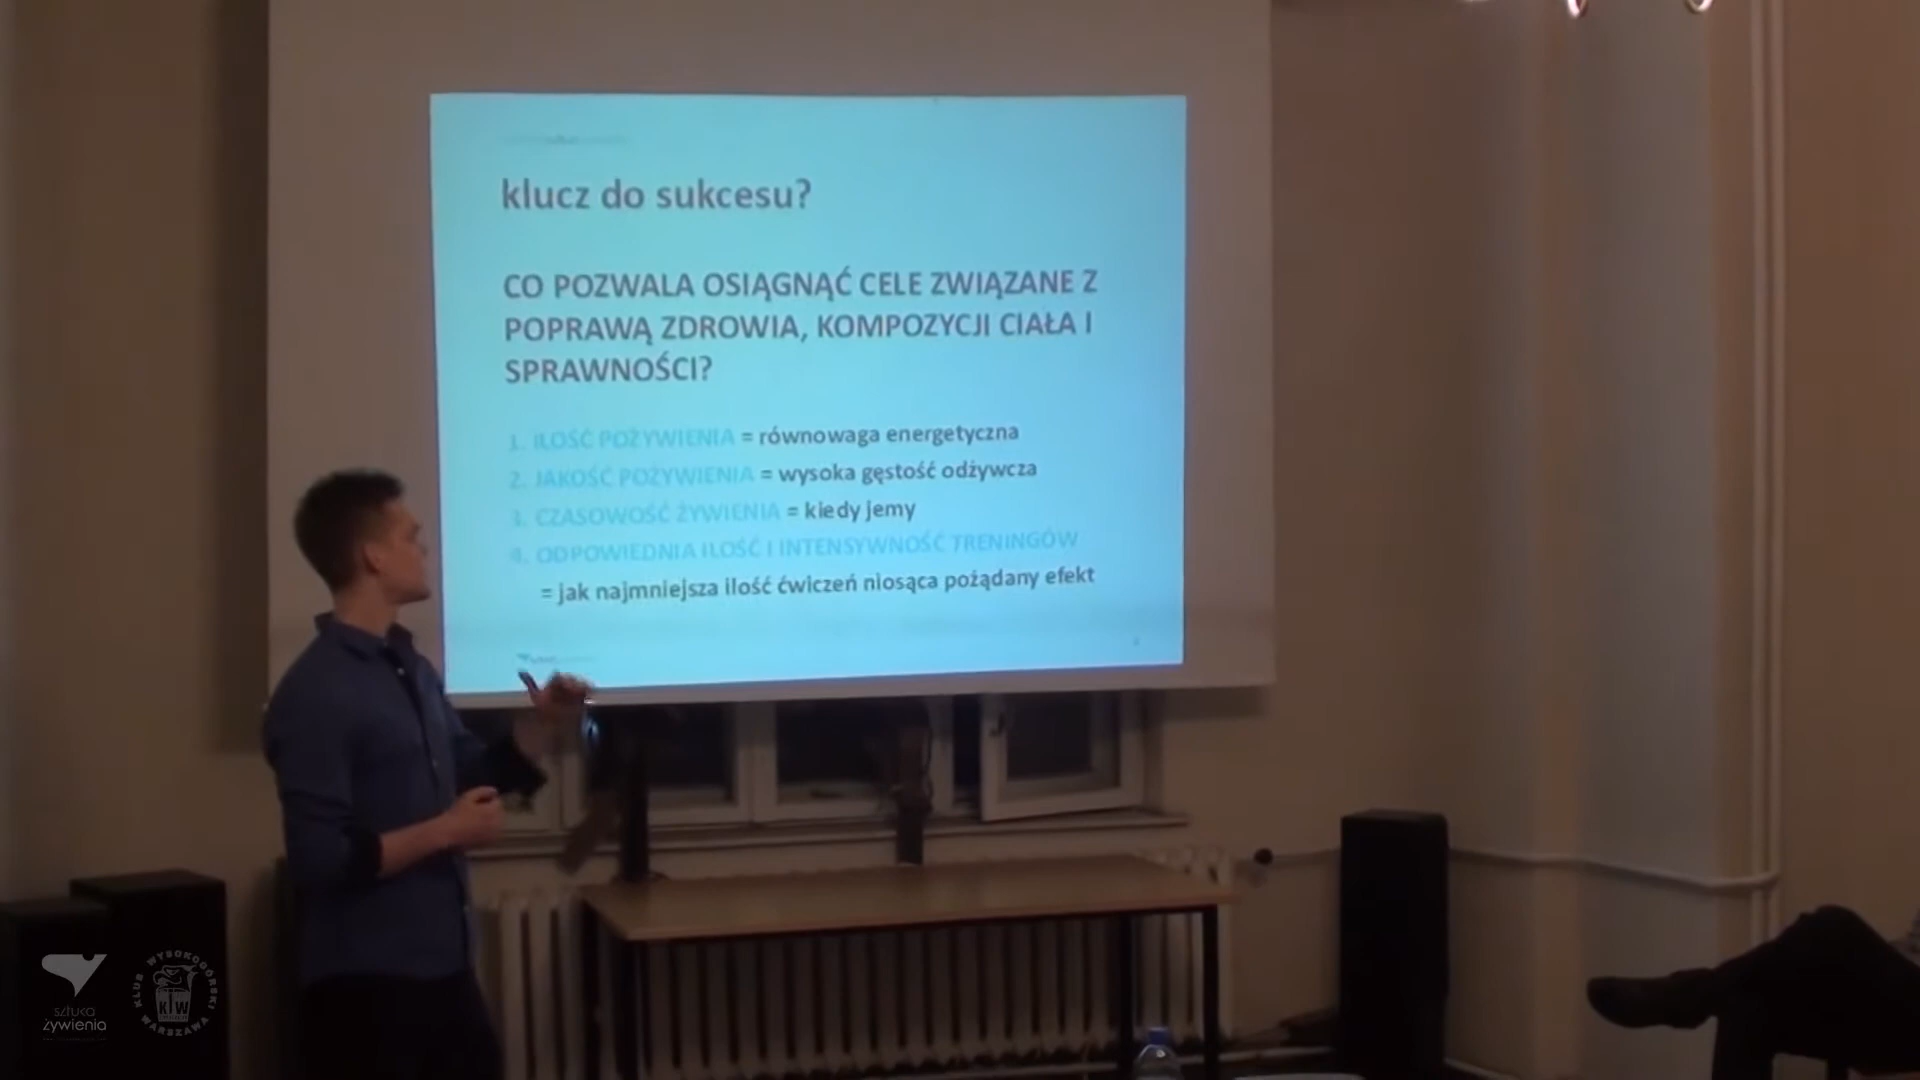 klucz do sukcesu?
CO POZWALA OSIĄGNĄĆ CELE ZWIĄZANE Z
POPRAWĄ ZDROWIA, KOMPOZYCJI CIAŁA I
SPRAWNOŚCI?
1. ILOŚĆ POŻYWIENIA = równowaga energetyczna
2. JAKOŚĆ POŻYWIENIA = wysoka gęstość odżywcza
3. CZASOWOŚĆ ŻYWIENIA = kiedy jemy
4. ODPOWIEDNIA ILOŚĆ I INTENSYWNOŚĆ TRENINGÓW
= jak najmniejsza ilość ćwiczeń niosąca pożądany efekt
sztuka
żywienia
KLUB WYSOKOGÓRSKI
WARSZAWA
KW